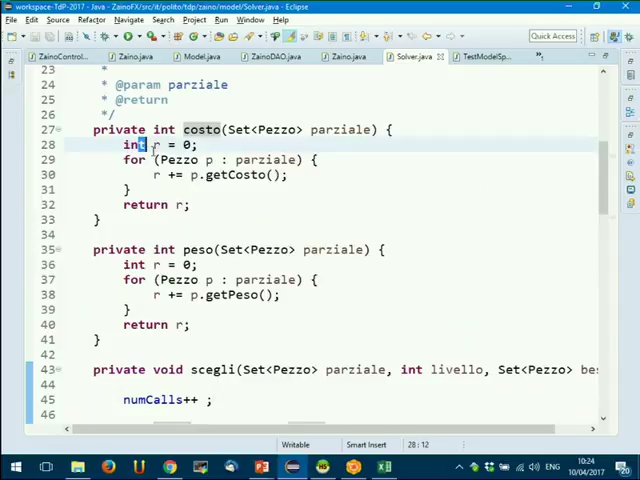 workspace-TdP-2017 - Java - ZainoFX/src/it/polito/tdp/zaino/model/Solver.java - Eclipse
File Edit Source Refactor Navigate Search Project Run Window Help
Quick Access
ZainoControl... Zaino.java Model.java ZainoDAO.java Zaino.java Solver.java TestModelSp...
23 *
24 * @param parziale
25 * @return
26 */
27 private int costo(Set<Pezzo> parziale) {
28 int r = 0;
29 for (Pezzo p : parziale) {
30 r += p.getCosto();
31 }
32 return r;
33 }
34
35 private int peso(Set<Pezzo> parziale) {
36 int r = 0;
37 for (Pezzo p : parziale) {
38 r += p.getPeso();
39 }
40 return r;
41 }
42
43 private void scegli(Set<Pezzo> parziale, int livello, Set<Pezzo> bes
44
45 numCalls++ ;
46
Writable Smart Insert 28 : 12
10:24
10/04/2017
20